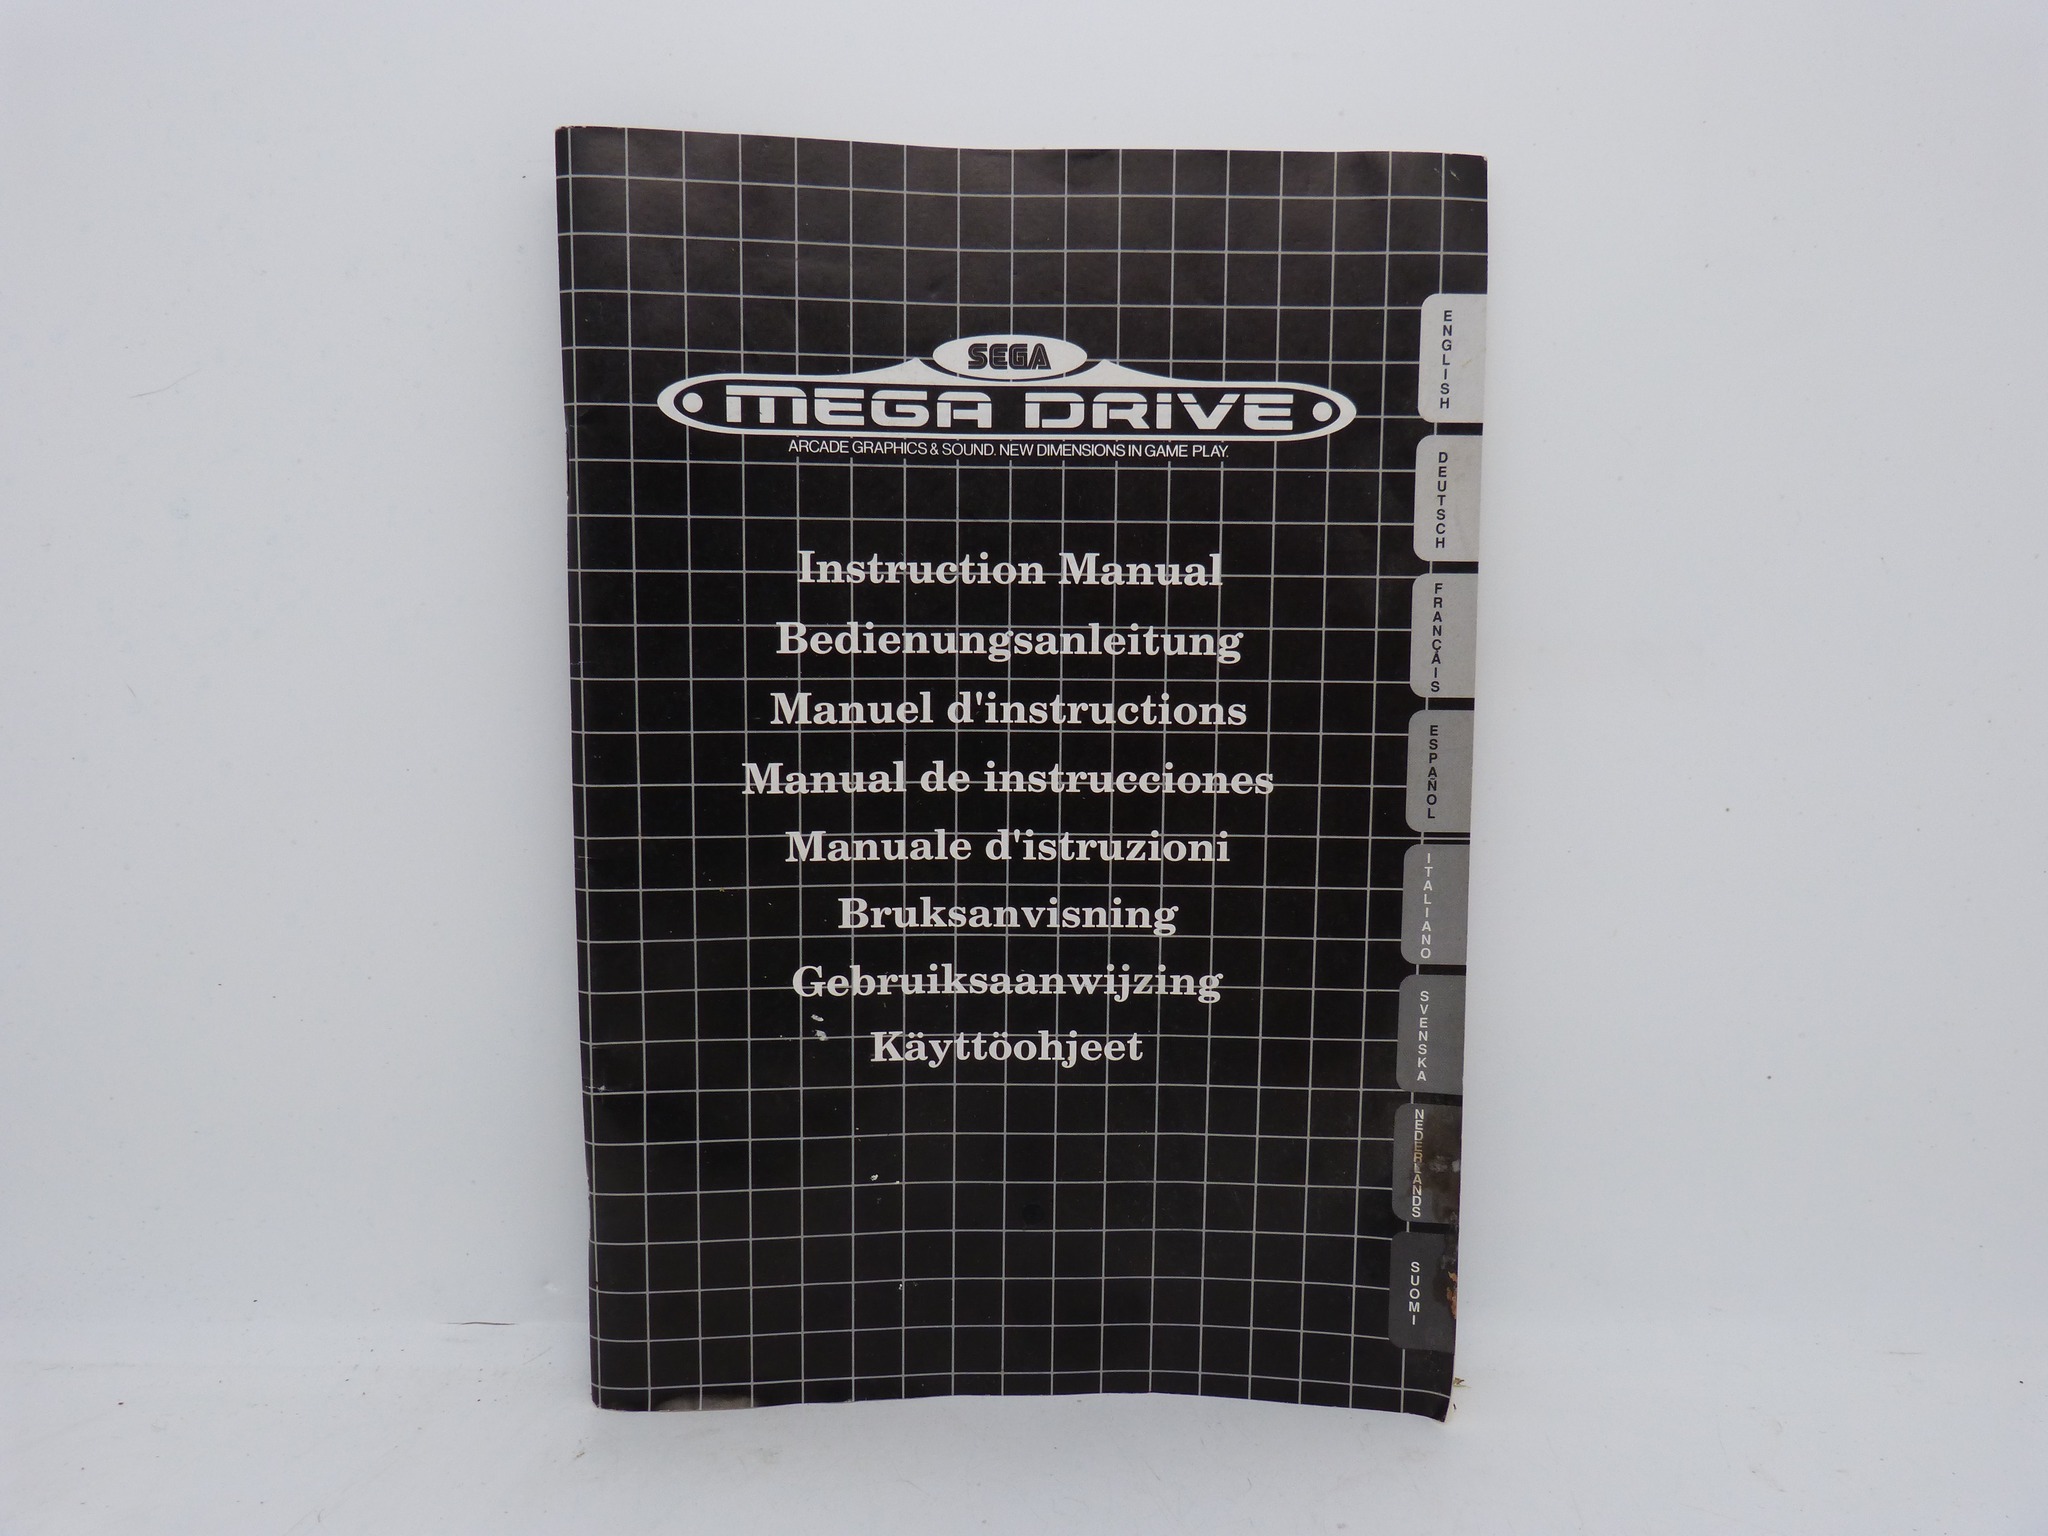 SEGA
MEGA DRIVE
ARCADE GRAPHICS & SOUND. NEW DIMENSIONS IN GAME PLAY.
Instruction Manual
Bedienungsanleitung
Manuel d'instructions
Manual de instrucciones
Manuale d'istruzioni
Bruksanvisning
Gebruiksaanwijzing
Käyttöohjeet
ENGLISH
DEUTSCH
FRANÇAIS
ESPAÑOL
ITALIANO
SVENSKA
NEDERLANDS
SUOMI